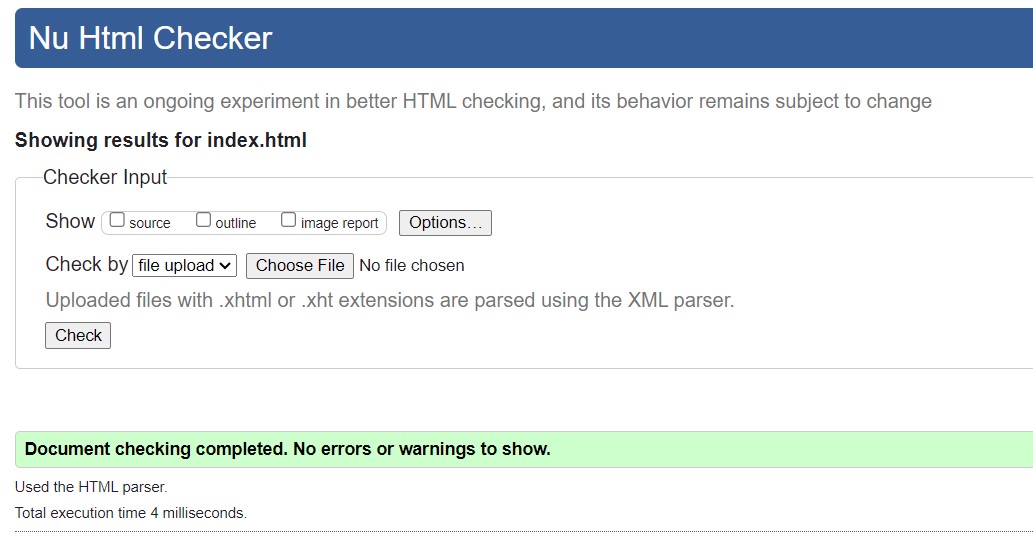 Nu Html Checker
This tool is an ongoing experiment in better HTML checking, and its behavior remains subject to change
Showing results for index.html
Checker Input
Show source outline image report Options...
Check by file upload Choose File No file chosen
Uploaded files with .xhtml or .xht extensions are parsed using the XML parser.
Check
Document checking completed. No errors or warnings to show.
Used the HTML parser.
Total execution time 4 milliseconds.